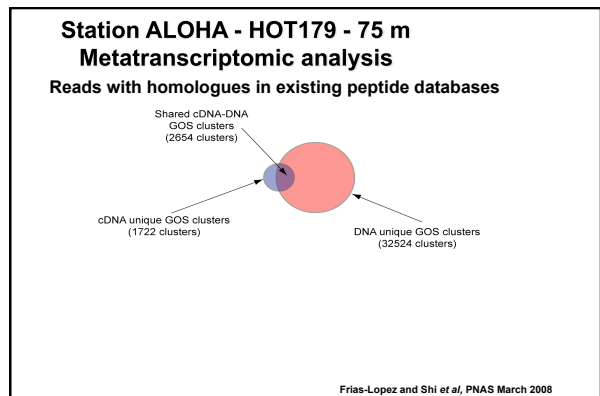 Station ALOHA - HOT179 - 75 m
Metatranscriptomic analysis
Reads with homologues in existing peptide databases
Shared cDNA-DNA
GOS clusters
(2654 clusters)
cDNA unique GOS clusters
(1722 clusters)
DNA unique GOS clusters
(32524 clusters)
Frias-Lopez and Shi et al, PNAS March 2008